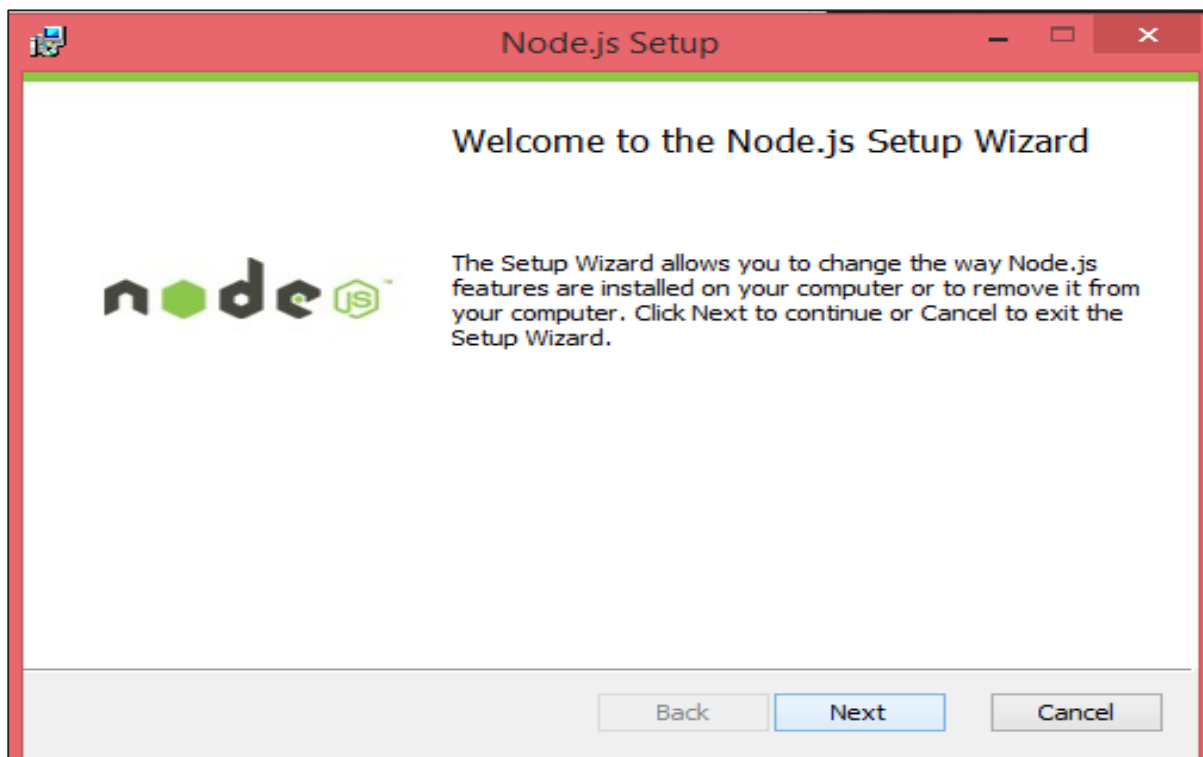 Node.js Setup
Welcome to the Node.js Setup Wizard
node JS™
The Setup Wizard allows you to change the way Node.js
features are installed on your computer or to remove it from
your computer. Click Next to continue or Cancel to exit the
Setup Wizard.
Back Next Cancel